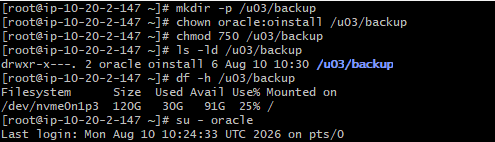 [root@ip-10-20-2-147 ~]# mkdir -p /u03/backup
[root@ip-10-20-2-147 ~]# chown oracle:oinstall /u03/backup
[root@ip-10-20-2-147 ~]# chmod 750 /u03/backup
[root@ip-10-20-2-147 ~]# ls -ld /u03/backup
drwxr-x---. 2 oracle oinstall 6 Aug 10 10:30 /u03/backup
[root@ip-10-20-2-147 ~]# df -h /u03/backup
Filesystem      Size  Used Avail Use% Mounted on
/dev/nvme0n1p3  120G   30G   91G  25% /
[root@ip-10-20-2-147 ~]# su - oracle
Last login: Mon Aug 10 10:24:33 UTC 2026 on pts/0